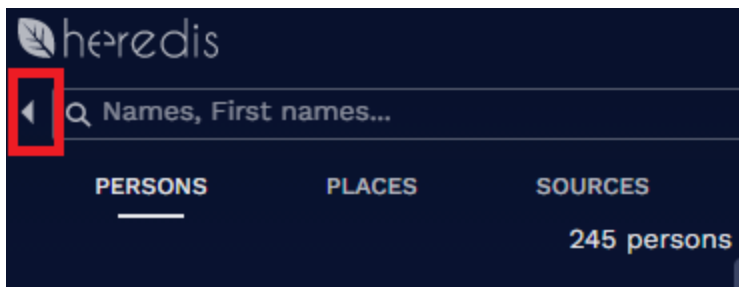 heredis
Names, First names...
PERSONS PLACES SOURCES
245 persons